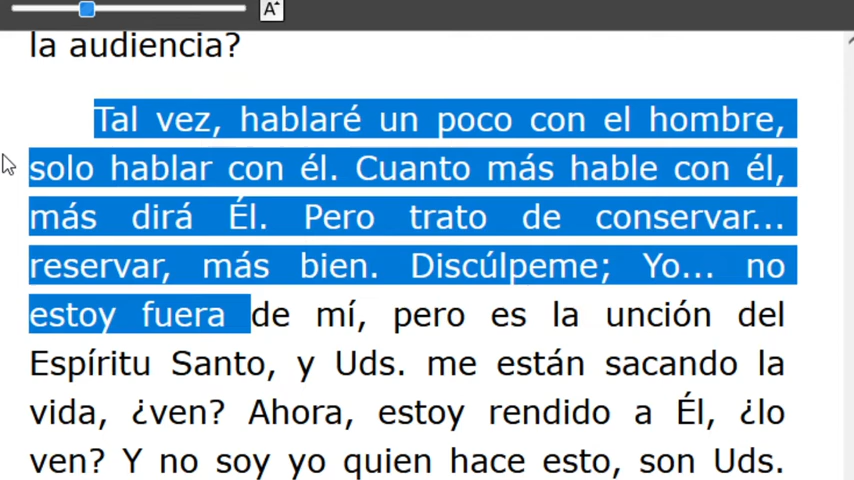 A
la audiencia?
Tal vez, hablaré un poco con el hombre,
solo hablar con él. Cuanto más hable con él,
más dirá Él. Pero trato de conservar...
reservar, más bien. Discúlpeme; Yo... no
estoy fuera de mí, pero es la unción del
Espíritu Santo, y Uds. me están sacando la
vida, ¿ven? Ahora, estoy rendido a Él, ¿lo
ven? Y no soy yo quien hace esto, son Uds.